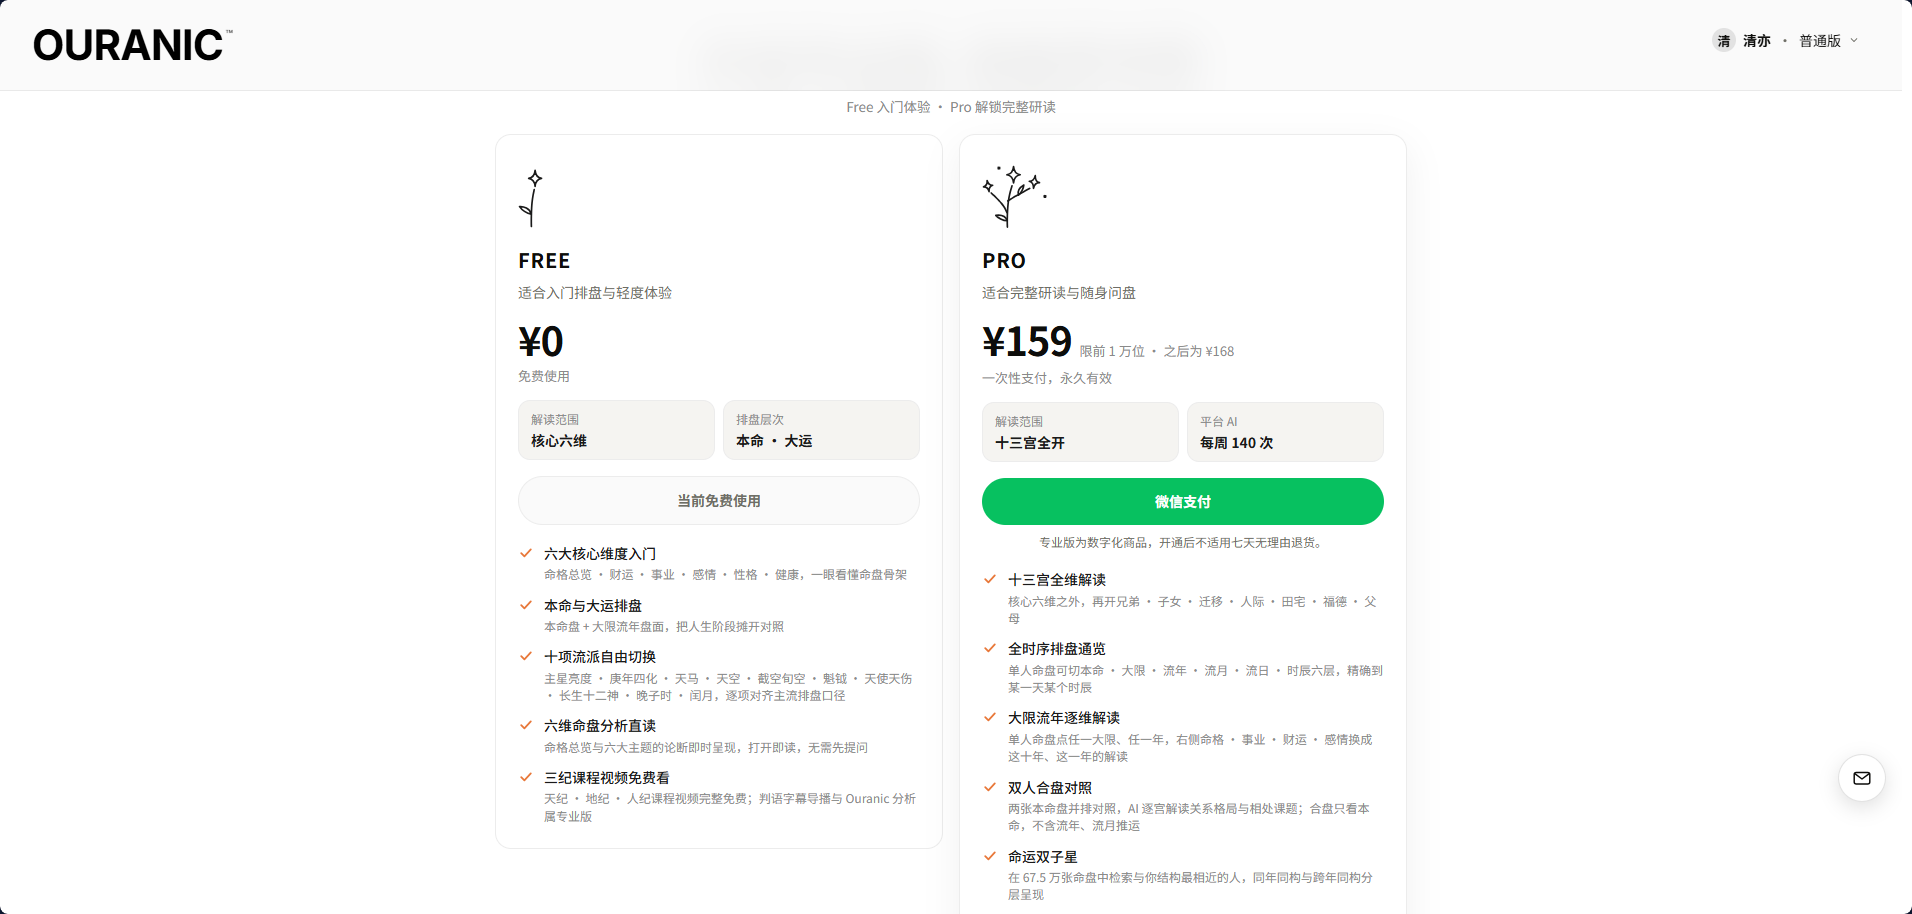 OURANIC™
清 清亦 · 普通版
Free 入门体验 · Pro 解锁完整研读
FREE
适合入门排盘与轻度体验
¥0
免费使用
解读范围
核心六维
排盘层次
本命 · 大运
当前免费使用
六大核心维度入门
命格总览 · 财运 · 事业 · 感情 · 性格 · 健康，一眼看懂命盘骨架
本命与大运排盘
本命盘 + 大限流年盘面，把人生阶段摊开对照
十项流派自由切换
主星亮度 · 庚年四化 · 天马 · 天空 · 截空旬空 · 魁钺 · 天使天伤
· 长生十二神 · 晚子时 · 闰月，逐项对齐主流排盘口径
六维命盘分析直读
命格总览与六大主题的论断即时呈现，打开即读，无需先提问
三纪课程视频免费看
天纪 · 地纪 · 人纪课程视频完整免费；判语字幕导播与 Ouranic 分析
属专业版
PRO
适合完整研读与随身问盘
¥159 限前 1 万位 · 之后为 ¥168
一次性支付，永久有效
解读范围
十三宫全开
平台 AI
每周 140 次
微信支付
专业版为数字化商品，开通后不适用七天无理由退货。
十三宫全维解读
核心六维之外，再开兄弟 · 子女 · 迁移 · 人际 · 田宅 · 福德 · 父
母
全时序排盘通览
单人命盘可切本命 · 大限 · 流年 · 流月 · 流日 · 时辰六层，精确到
某一天某个时辰
大限流年逐维解读
单人命盘点任一大限、任一年，右侧命格 · 事业 · 财运 · 感情换成
这十年、这一年的解读
双人合盘对照
两张本命盘并排对照，AI 逐宫解读关系格局与相处课题；合盘只看本
命，不含流年、流月推运
命运双子星
在 67.5 万张命盘中检索与你结构最相近的人，同年同构与跨年同构分
层呈现